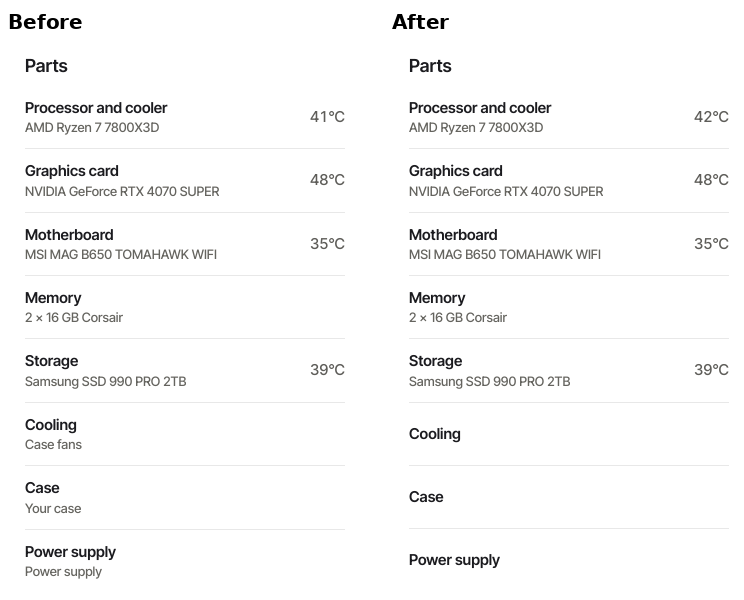 Before
Parts
Processor and cooler
AMD Ryzen 7 7800X3D
41°C
Graphics card
NVIDIA GeForce RTX 4070 SUPER
48°C
Motherboard
MSI MAG B650 TOMAHAWK WIFI
35°C
Memory
2 × 16 GB Corsair
Storage
Samsung SSD 990 PRO 2TB
39°C
Cooling
Case fans
Case
Your case
Power supply
Power supply
After
Parts
Processor and cooler
AMD Ryzen 7 7800X3D
42°C
Graphics card
NVIDIA GeForce RTX 4070 SUPER
48°C
Motherboard
MSI MAG B650 TOMAHAWK WIFI
35°C
Memory
2 × 16 GB Corsair
Storage
Samsung SSD 990 PRO 2TB
39°C
Cooling
Case
Power supply